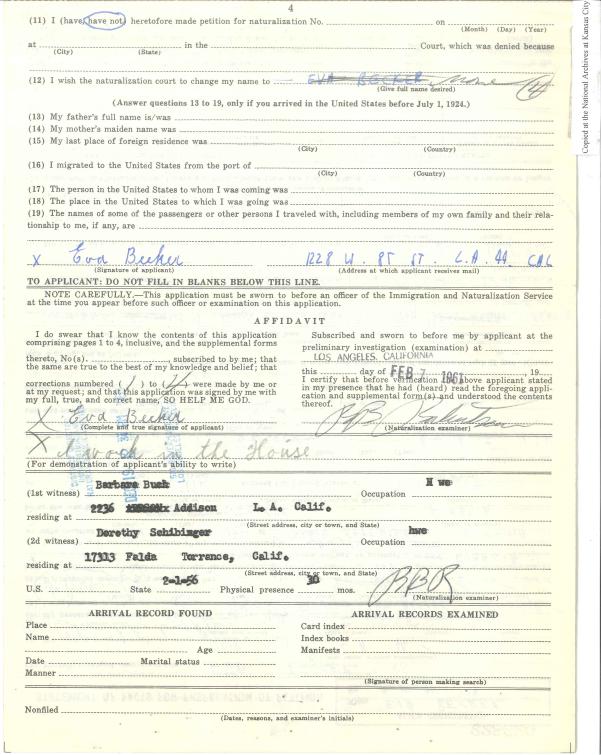 4
(11) I (have) (have not) heretofore made petition for naturalization No. on
(Month) (Day) (Year)
at in the Court, which was denied because
(City) (State)
(12) I wish the naturalization court to change my name to EVA BECKER none
(Give full name desired)
(Answer questions 13 to 19, only if you arrived in the United States before July 1, 1924.)
(13) My father's full name is/was
(14) My mother's maiden name was
(15) My last place of foreign residence was
(City) (Country)
(16) I migrated to the United States from the port of
(City) (Country)
(17) The person in the United States to whom I was coming was
(18) The place in the United States to which I was going was
(19) The names of some of the passengers or other persons I traveled with, including members of my own family and their rela-
tionship to me, if any, are
X Eva Becker 1228 W. 85 ST. L.A. 44. CAL
(Signature of applicant) (Address at which applicant receives mail)
TO APPLICANT: DO NOT FILL IN BLANKS BELOW THIS LINE.
NOTE CAREFULLY.—This application must be sworn to before an officer of the Immigration and Naturalization Service
at the time you appear before such officer or examination on this application.
AFFIDAVIT
I do swear that I know the contents of this application
comprising pages 1 to 4, inclusive, and the supplemental forms
thereto, No(s). , subscribed to by me; that
the same are true to the best of my knowledge and belief; that
corrections numbered (1) to (4) were made by me or
at my request; and that this application was signed by me with
my full, true, and correct name, SO HELP ME GOD.
X Eva Becker
(Complete and true signature of applicant)
Subscribed and sworn to before me by applicant at the
preliminary investigation (examination) at
LOS ANGELES, CALIFORNIA
this day of FEB 7 1961, 19
I certify that before verification the above applicant stated
in my presence that he had (heard) read the foregoing appli-
cation and supplemental form(s) and understood the contents
thereof.
(Naturalization examiner)
X I work in the House
(For demonstration of applicant's ability to write)
Barbara Buch H we
(1st witness) Occupation
2236 Addison L. A. Calif.
residing at
(Street address, city or town, and State)
Dorothy Schibinger hwe
(2d witness) Occupation
17313 Falda Torrance, Calif.
residing at
(Street address, city or town, and State)
2-1-56 30
U.S. State Physical presence mos. RBR
(Naturalization examiner)
ARRIVAL RECORD FOUND
Place
Name
Age
Date Marital status
Manner
ARRIVAL RECORDS EXAMINED
Card index
Index books
Manifests
(Signature of person making search)
Nonfiled
(Dates, reasons, and examiner's initials)
Copied at the National Archives at Kansas City